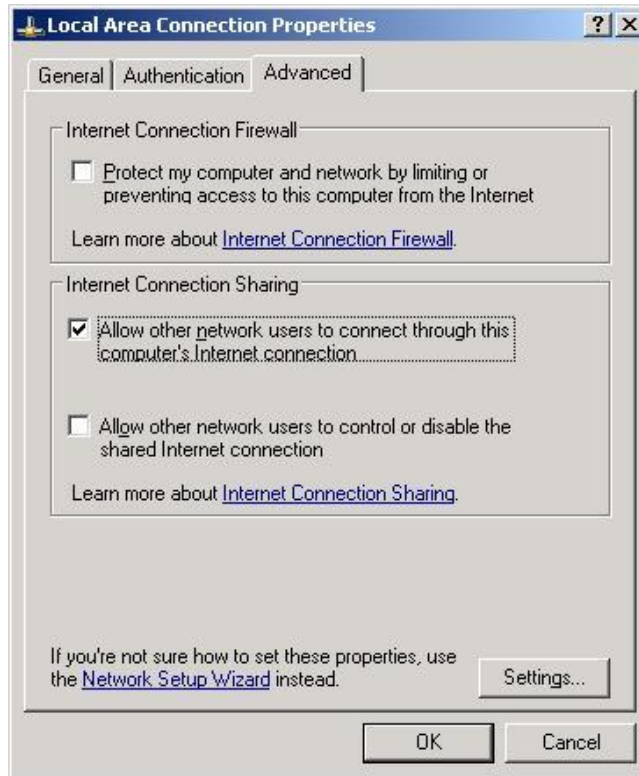 Local Area Connection Properties
General Authentication Advanced
Internet Connection Firewall
Protect my computer and network by limiting or
preventing access to this computer from the Internet
Learn more about Internet Connection Firewall.
Internet Connection Sharing
Allow other network users to connect through this
computer's Internet connection
Allow other network users to control or disable the
shared Internet connection
Learn more about Internet Connection Sharing.
If you're not sure how to set these properties, use
the Network Setup Wizard instead.
Settings...
OK Cancel